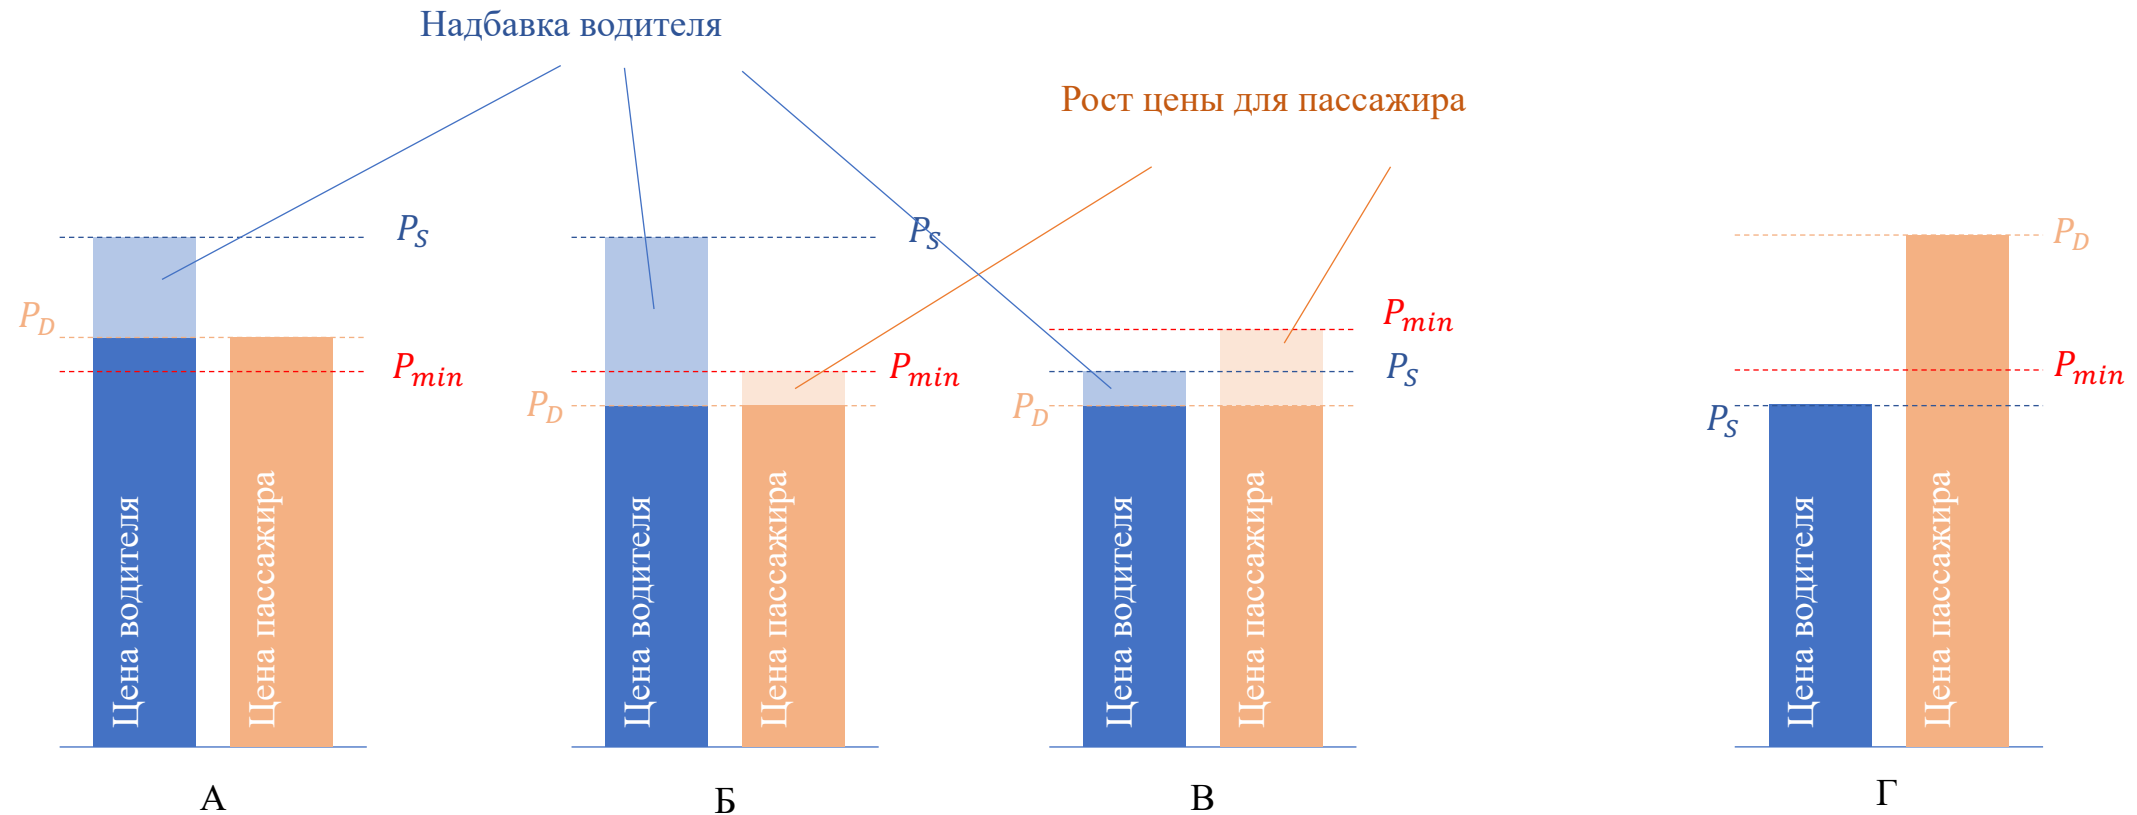 Надбавка водителя
Рост цены для пассажира
P_S
P_D
P_min
Цена водителя
Цена пассажира
А
P_S
P_D
P_min
Цена водителя
Цена пассажира
Б
P_min
P_S
P_D
Цена водителя
Цена пассажира
В
P_D
P_min
P_S
Цена водителя
Цена пассажира
Г